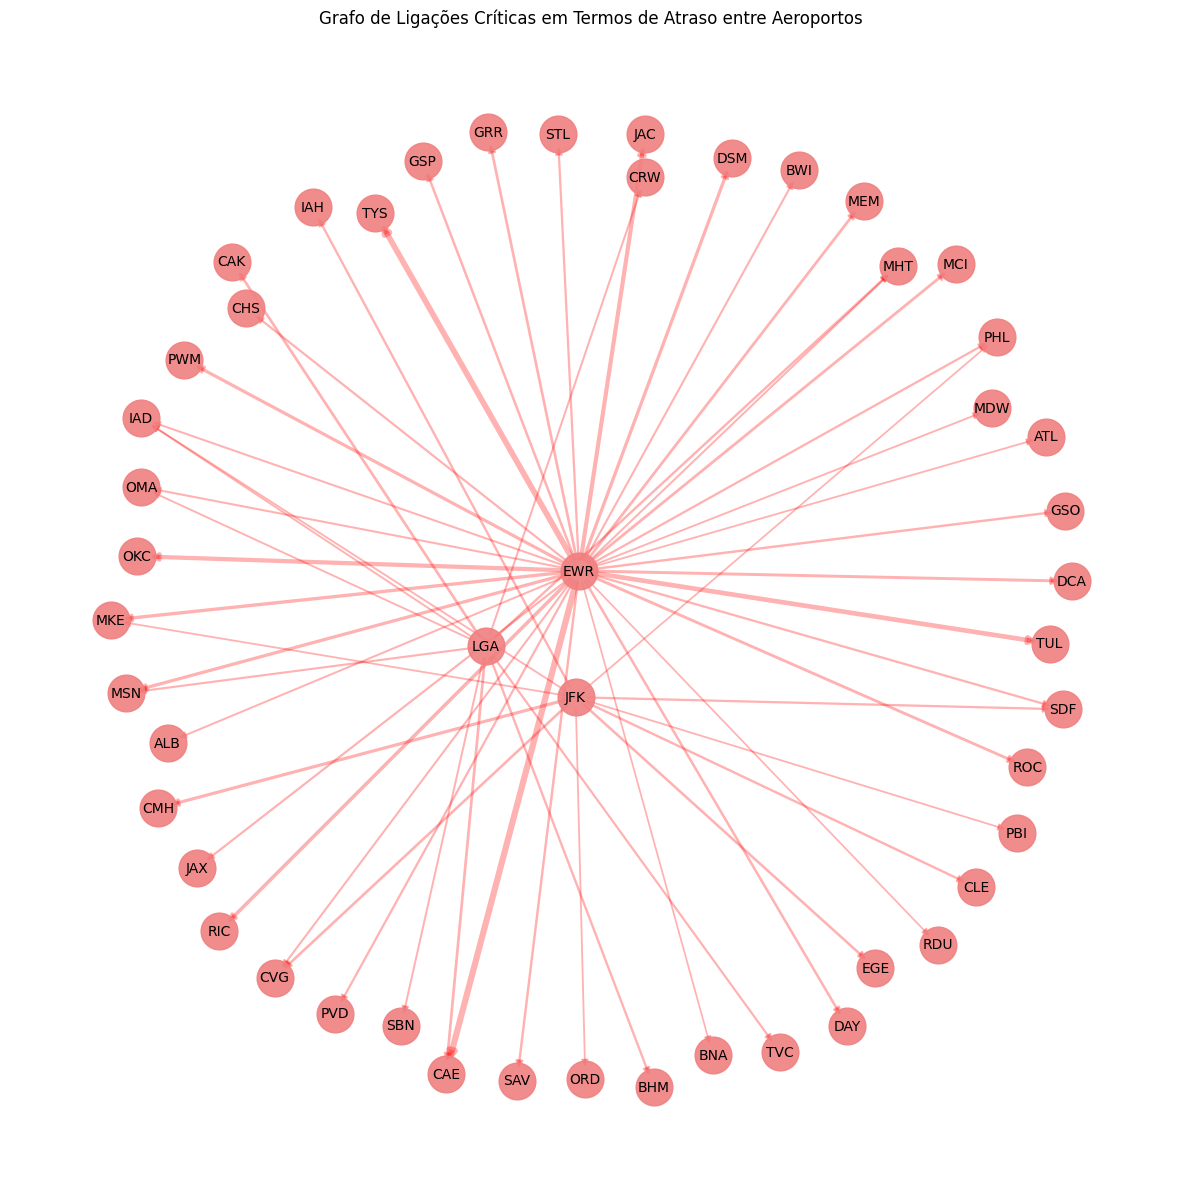 Grafo de Ligações Críticas em Termos de Atraso entre Aeroportos
GRR
STL
JAC
GSP
DSM
BWI
CRW
MEM
IAH
TYS
CAK
MHT
MCI
CHS
PHL
PWM
MDW
IAD
ATL
OMA
GSO
OKC
EWR
DCA
MKE
LGA
TUL
MSN
JFK
SDF
ALB
ROC
CMH
PBI
JAX
CLE
RIC
RDU
CVG
EGE
PVD
SBN
DAY
CAE
SAV
ORD
BHM
BNA
TVC